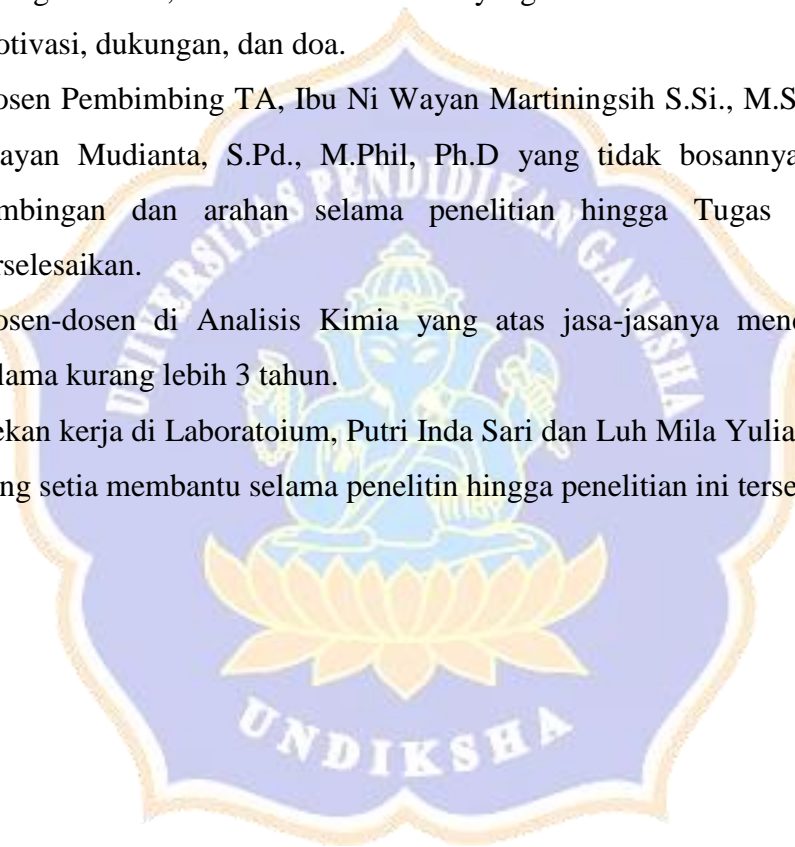 yang
otivasi, dukungan, dan doa.
osen Pembimbing TA, Ibu Ni Wayan Martiningsih S.Si., M.S
ayan Mudianta, S.Pd., M.Phil, Ph.D yang tidak bosannya
mbingan dan arahan selama penelitian hingga Tugas
rselesaikan.
osen-dosen di Analisis Kimia yang atas jasa-jasanya mend
lama kurang lebih 3 tahun.
ekan kerja di Laboratoium, Putri Inda Sari dan Luh Mila Yulia
ng setia membantu selama penelitin hingga penelitian ini terse
UNIVERSITAS PENDIDIKAN GANESHA
UNDIKSHA